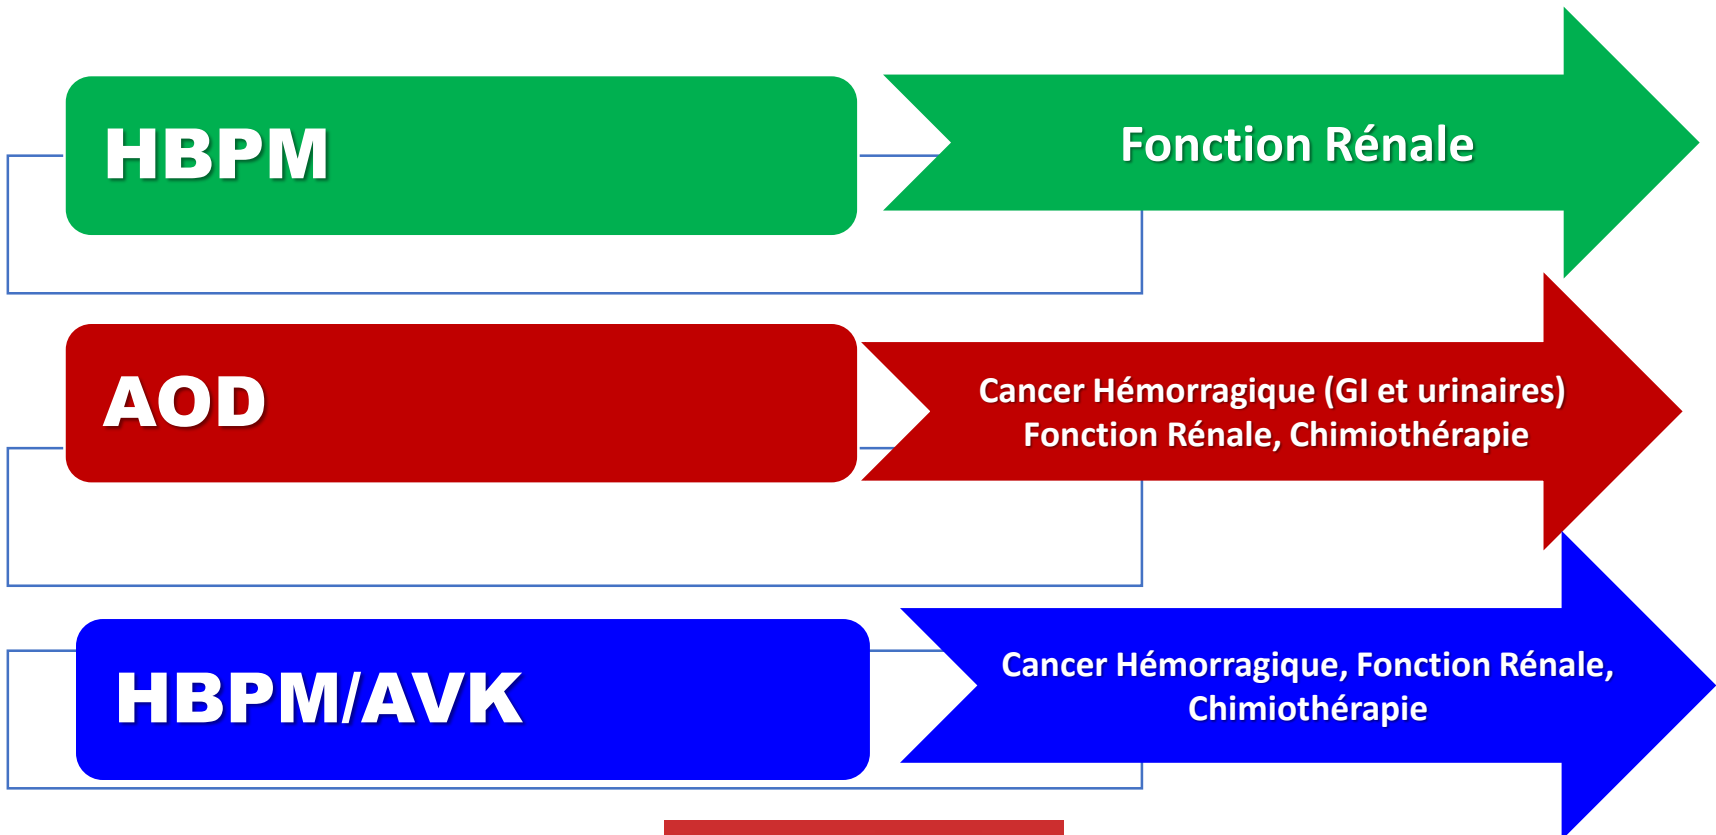 HBPM
Fonction Rénale
AOD
Cancer Hémorragique (GI et urinaires)
Fonction Rénale, Chimiothérapie
HBPM/AVK
Cancer Hémorragique, Fonction Rénale,
Chimiothérapie